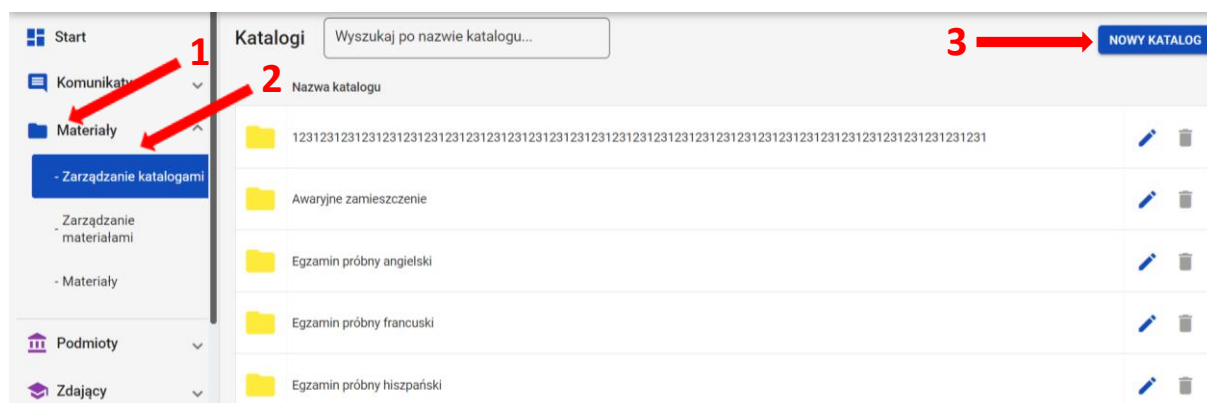 Start
1
Komunikaty
Materiały
2
- Zarządzanie katalogami
- Zarządzanie
materiałami
- Materiały
Podmioty
Zdający
Katalogi
Wyszukaj po nazwie katalogu...
3
NOWY KATALOG
Nazwa katalogu
Awaryjne zamieszczenie
Egzamin próbny angielski
Egzamin próbny francuski
Egzamin próbny hiszpański